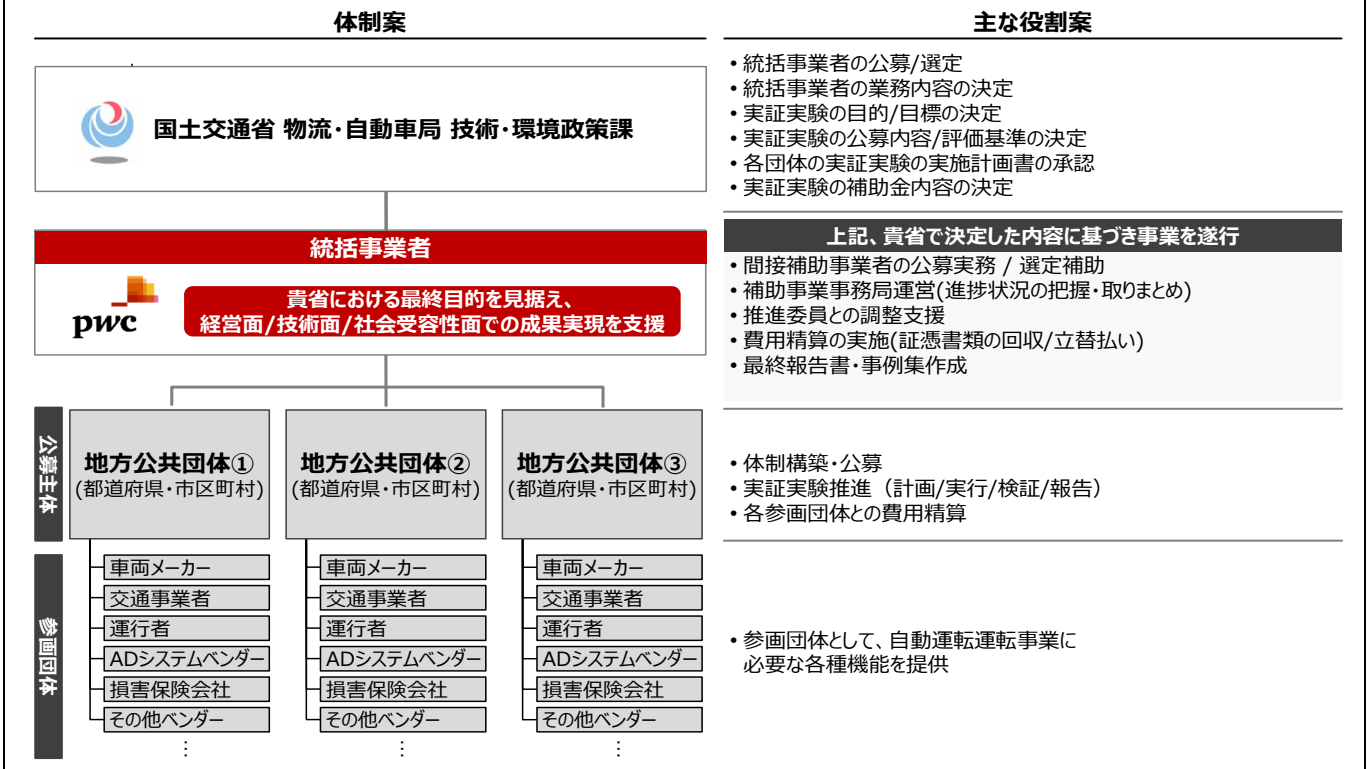 体制案
主な役割案
国土交通省 物流・自動車局 技術・環境政策課
• 統括事業者の公募/選定
• 統括事業者の業務内容の決定
• 実証実験の目的/目標の決定
• 実証実験の公募内容/評価基準の決定
• 各団体の実証実験の実施計画書の承認
• 実証実験の補助金内容の決定
統括事業者
pwc
貴省における最終目的を見据え、
経営面/技術面/社会受容性面での成果実現を支援
上記、貴省で決定した内容に基づき事業を遂行
• 間接補助事業者の公募実務 / 選定補助
• 補助事業事務局運営(進捗状況の把握・取りまとめ)
• 推進委員との調整支援
• 費用精算の実施(証憑書類の回収/立替払い)
• 最終報告書・事例集作成
公募主体
地方公共団体①
(都道府県・市区町村)
地方公共団体②
(都道府県・市区町村)
地方公共団体③
(都道府県・市区町村)
• 体制構築・公募
• 実証実験推進（計画/実行/検証/報告）
• 各参画団体との費用精算
参画団体
車両メーカー
交通事業者
運行者
ADシステムベンダー
損害保険会社
その他ベンダー
⋮
車両メーカー
交通事業者
運行者
ADシステムベンダー
損害保険会社
その他ベンダー
⋮
車両メーカー
交通事業者
運行者
ADシステムベンダー
損害保険会社
その他ベンダー
⋮
• 参画団体として、自動運転運転事業に
必要な各種機能を提供